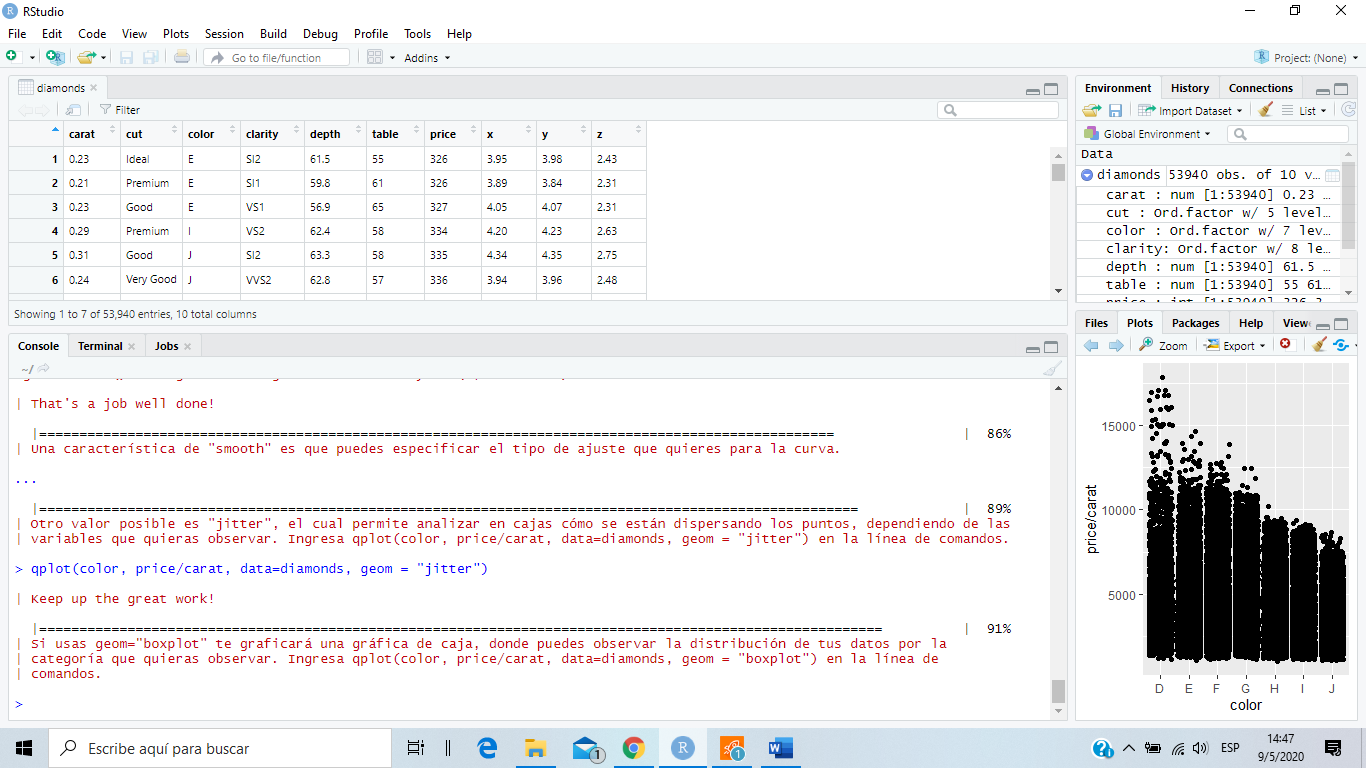 RStudio
File Edit Code View Plots Session Build Debug Profile Tools Help
Go to file/function Addins Project: (None)
diamonds
Filter
carat cut color clarity depth table price x y z
1 0.23 Ideal E SI2 61.5 55 326 3.95 3.98 2.43
2 0.21 Premium E SI1 59.8 61 326 3.89 3.84 2.31
3 0.23 Good E VS1 56.9 65 327 4.05 4.07 2.31
4 0.29 Premium I VS2 62.4 58 334 4.20 4.23 2.63
5 0.31 Good J SI2 63.3 58 335 4.34 4.35 2.75
6 0.24 Very Good J VVS2 62.8 57 336 3.94 3.96 2.48
Showing 1 to 7 of 53,940 entries, 10 total columns
Console Terminal Jobs
~/
| That's a job well done!
|==================================================================================================== | 86%
| Una característica de "smooth" es que puedes especificar el tipo de ajuste que quieres para la curva.
...
|======================================================================================================= | 89%
| Otro valor posible es "jitter", el cual permite analizar en cajas cómo se están dispersando los puntos, dependiendo de las
| variables que quieras observar. Ingresa qplot(color, price/carat, data=diamonds, geom = "jitter") en la línea de comandos.
> qplot(color, price/carat, data=diamonds, geom = "jitter")
| Keep up the great work!
|========================================================================================================== | 91%
| Si usas geom="boxplot" te graficará una gráfica de caja, donde puedes observar la distribución de tus datos por la
| categoría que quieras observar. Ingresa qplot(color, price/carat, data=diamonds, geom = "boxplot") en la línea de
| comandos.
>
Environment History Connections
Import Dataset List
Global Environment
Data
diamonds 53940 obs. of 10 v…
carat : num [1:53940] 0.23 …
cut : Ord.factor w/ 5 level…
color : Ord.factor w/ 7 lev…
clarity: Ord.factor w/ 8 le…
depth : num [1:53940] 61.5 …
table : num [1:53940] 55 61…
price : int [1:53940] 326 3…
Files Plots Packages Help View
Zoom Export
15000
10000
5000
price/carat
D E F G H I J
color
Escribe aquí para buscar
1
1
ESP
14:47
9/5/2020